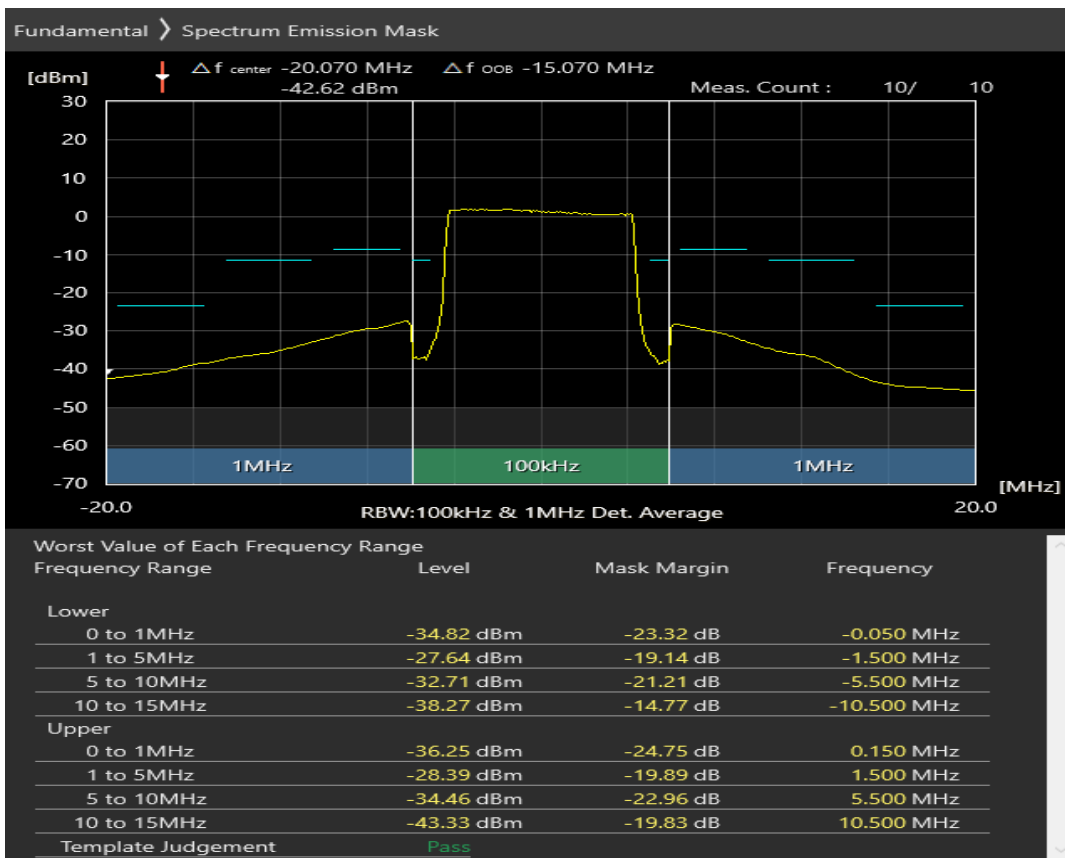 Fundamental ❯ Spectrum Emission Mask
[dBm] △f center -20.070 MHz △f OOB -15.070 MHz
-42.62 dBm Meas. Count : 10/ 10
30
20
10
0
-10
-20
-30
-40
-50
-60
-70
1MHz 100kHz 1MHz
[MHz]
-20.0 RBW:100kHz & 1MHz Det. Average 20.0
Worst Value of Each Frequency Range
Frequency Range Level Mask Margin Frequency
Lower
0 to 1MHz -34.82 dBm -23.32 dB -0.050 MHz
1 to 5MHz -27.64 dBm -19.14 dB -1.500 MHz
5 to 10MHz -32.71 dBm -21.21 dB -5.500 MHz
10 to 15MHz -38.27 dBm -14.77 dB -10.500 MHz
Upper
0 to 1MHz -36.25 dBm -24.75 dB 0.150 MHz
1 to 5MHz -28.39 dBm -19.89 dB 1.500 MHz
5 to 10MHz -34.46 dBm -22.96 dB 5.500 MHz
10 to 15MHz -43.33 dBm -19.83 dB 10.500 MHz
Template Judgement Pass